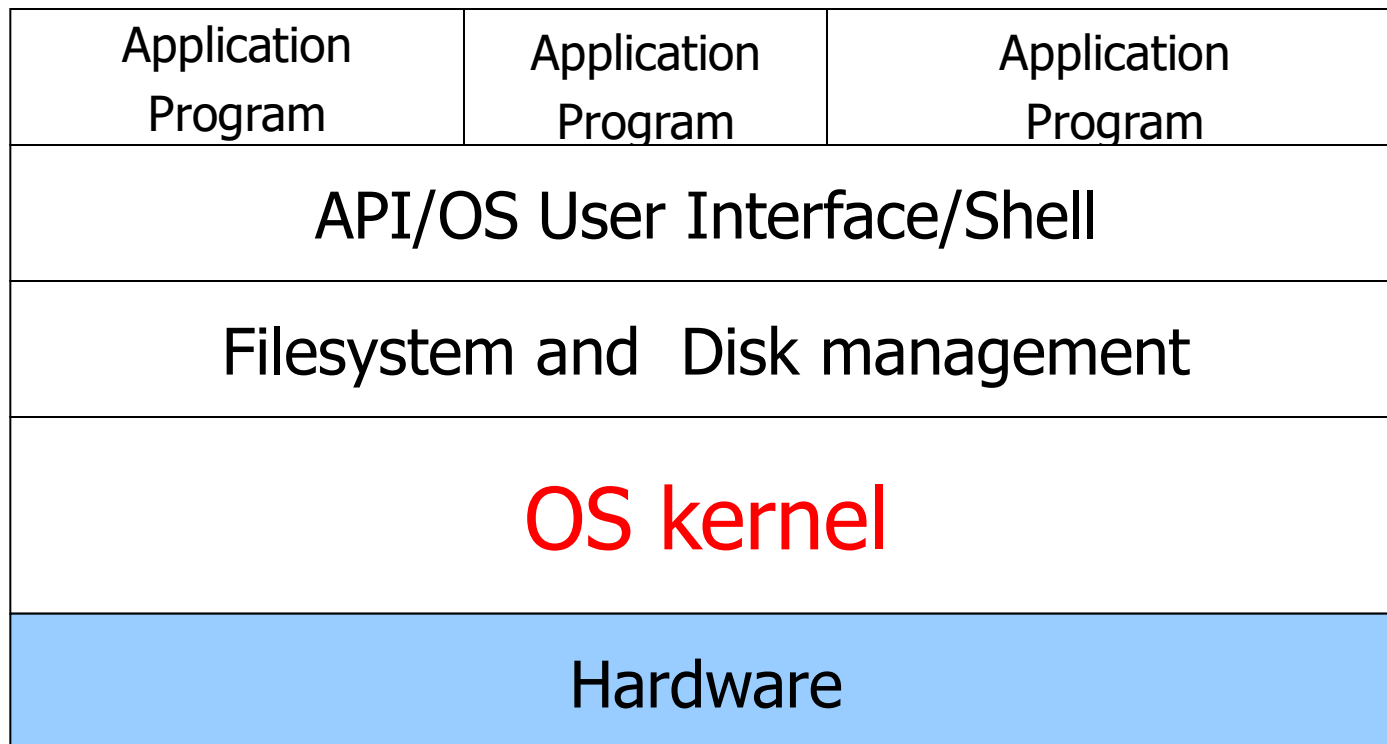 Application
Program
Application
Program
Application
Program
API/OS User Interface/Shell
Filesystem and  Disk management
OS kernel
Hardware